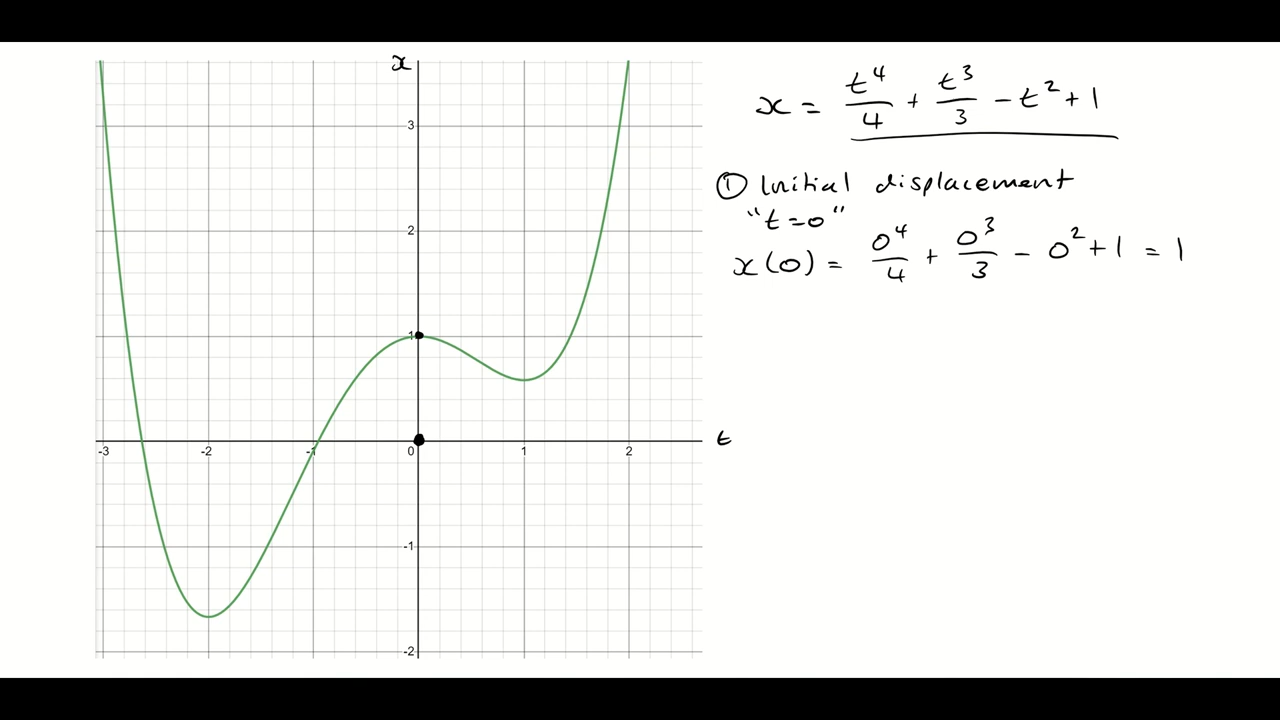 x
3
2
1
-3 -2 -1 0 1 2 t
-1
-2
x = t⁴/4 + t³/3 - t² + 1
① Initial displacement
"t=0"
x(0) = 0⁴/4 + 0³/3 - 0² + 1 = 1